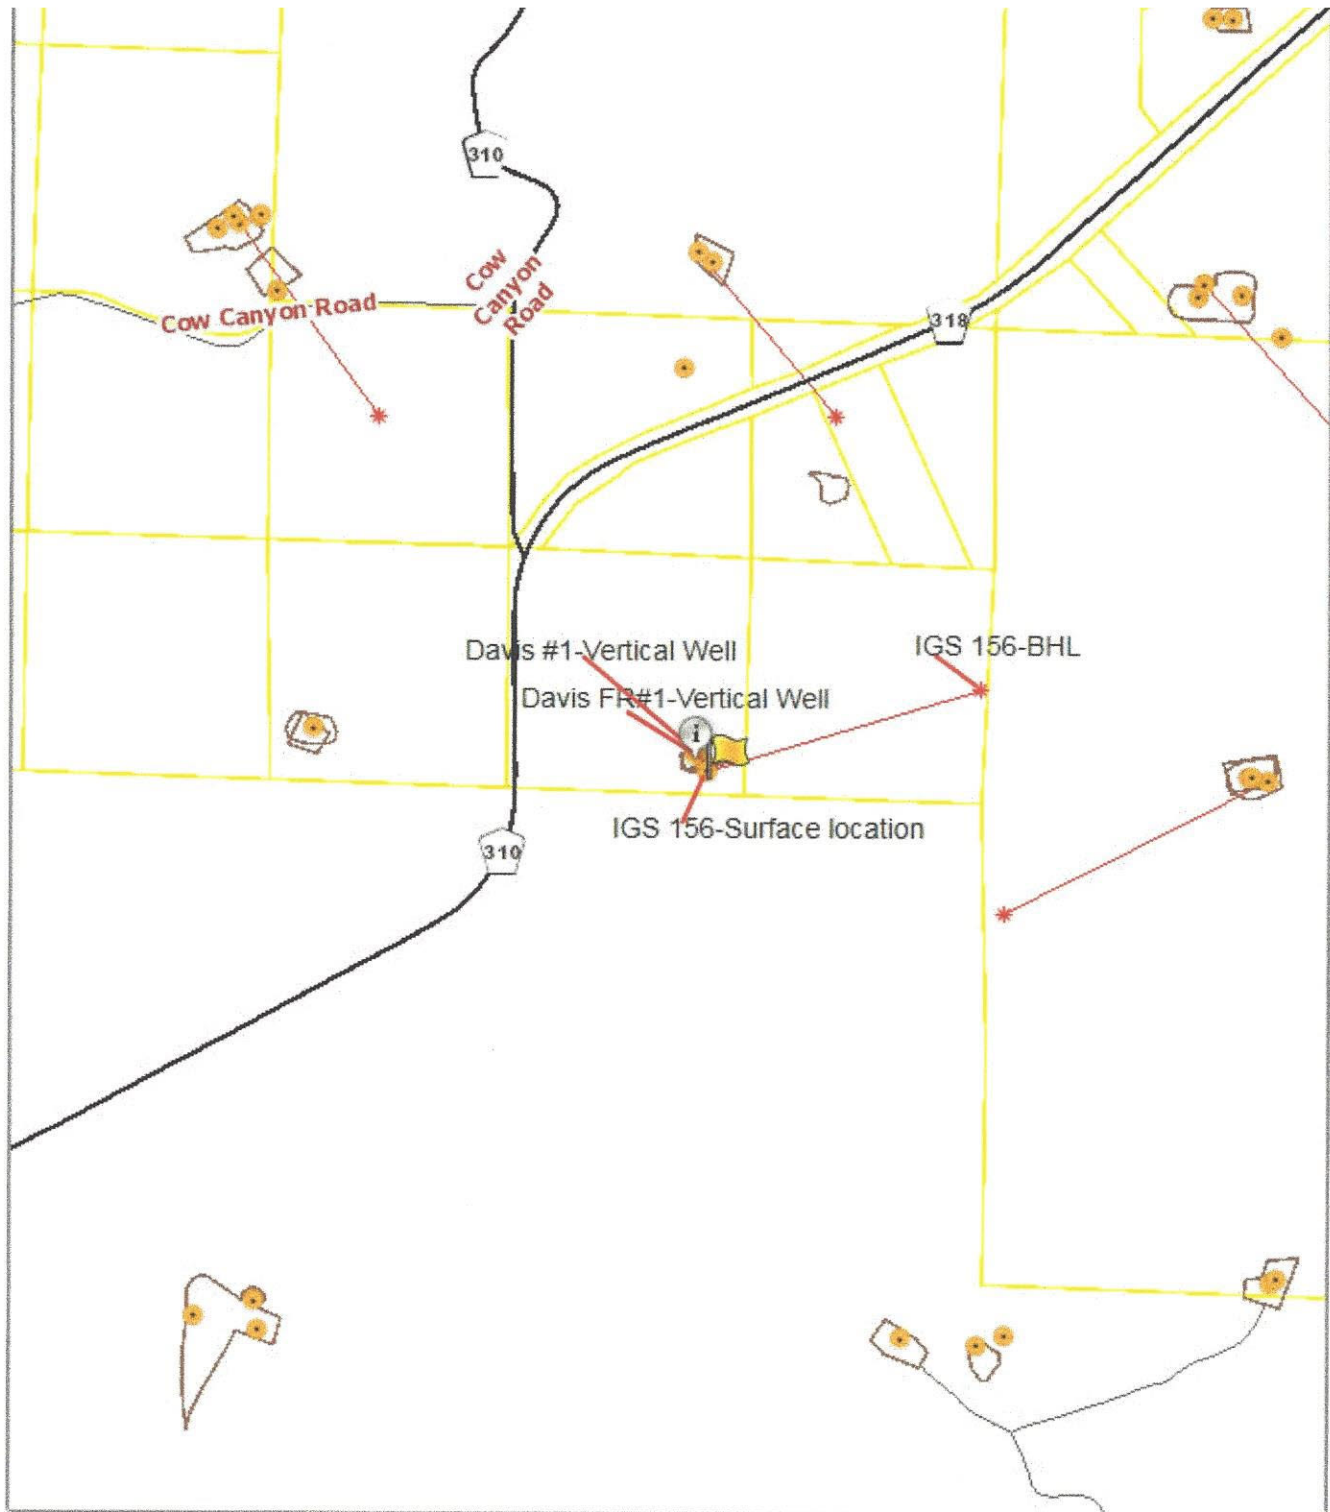 310
Cow
Canyon
Road
Cow Canyon Road
318
Davis #1-Vertical Well
IGS 156-BHL
Davis FR#1-Vertical Well
i
IGS 156-Surface location
310